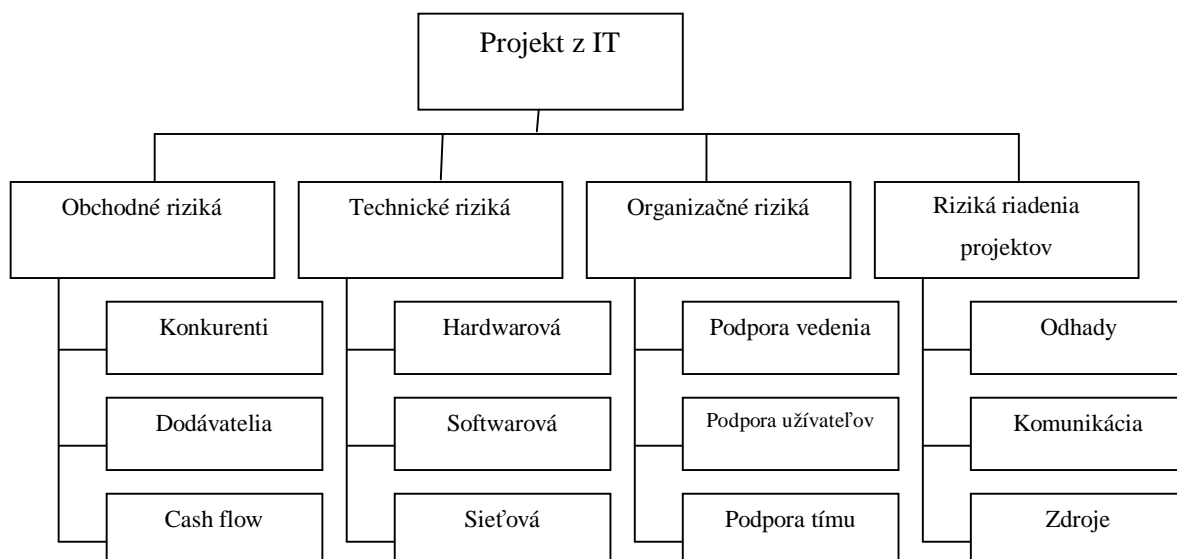 Projekt z IT
Obchodné riziká
Technické riziká
Organizačné riziká
Riziká riadenia
projektov
Konkurenti
Hardwarová
Podpora vedenia
Odhady
Dodávatelia
Softwarová
Podpora užívateľov
Komunikácia
Cash flow
Sieťová
Podpora tímu
Zdroje